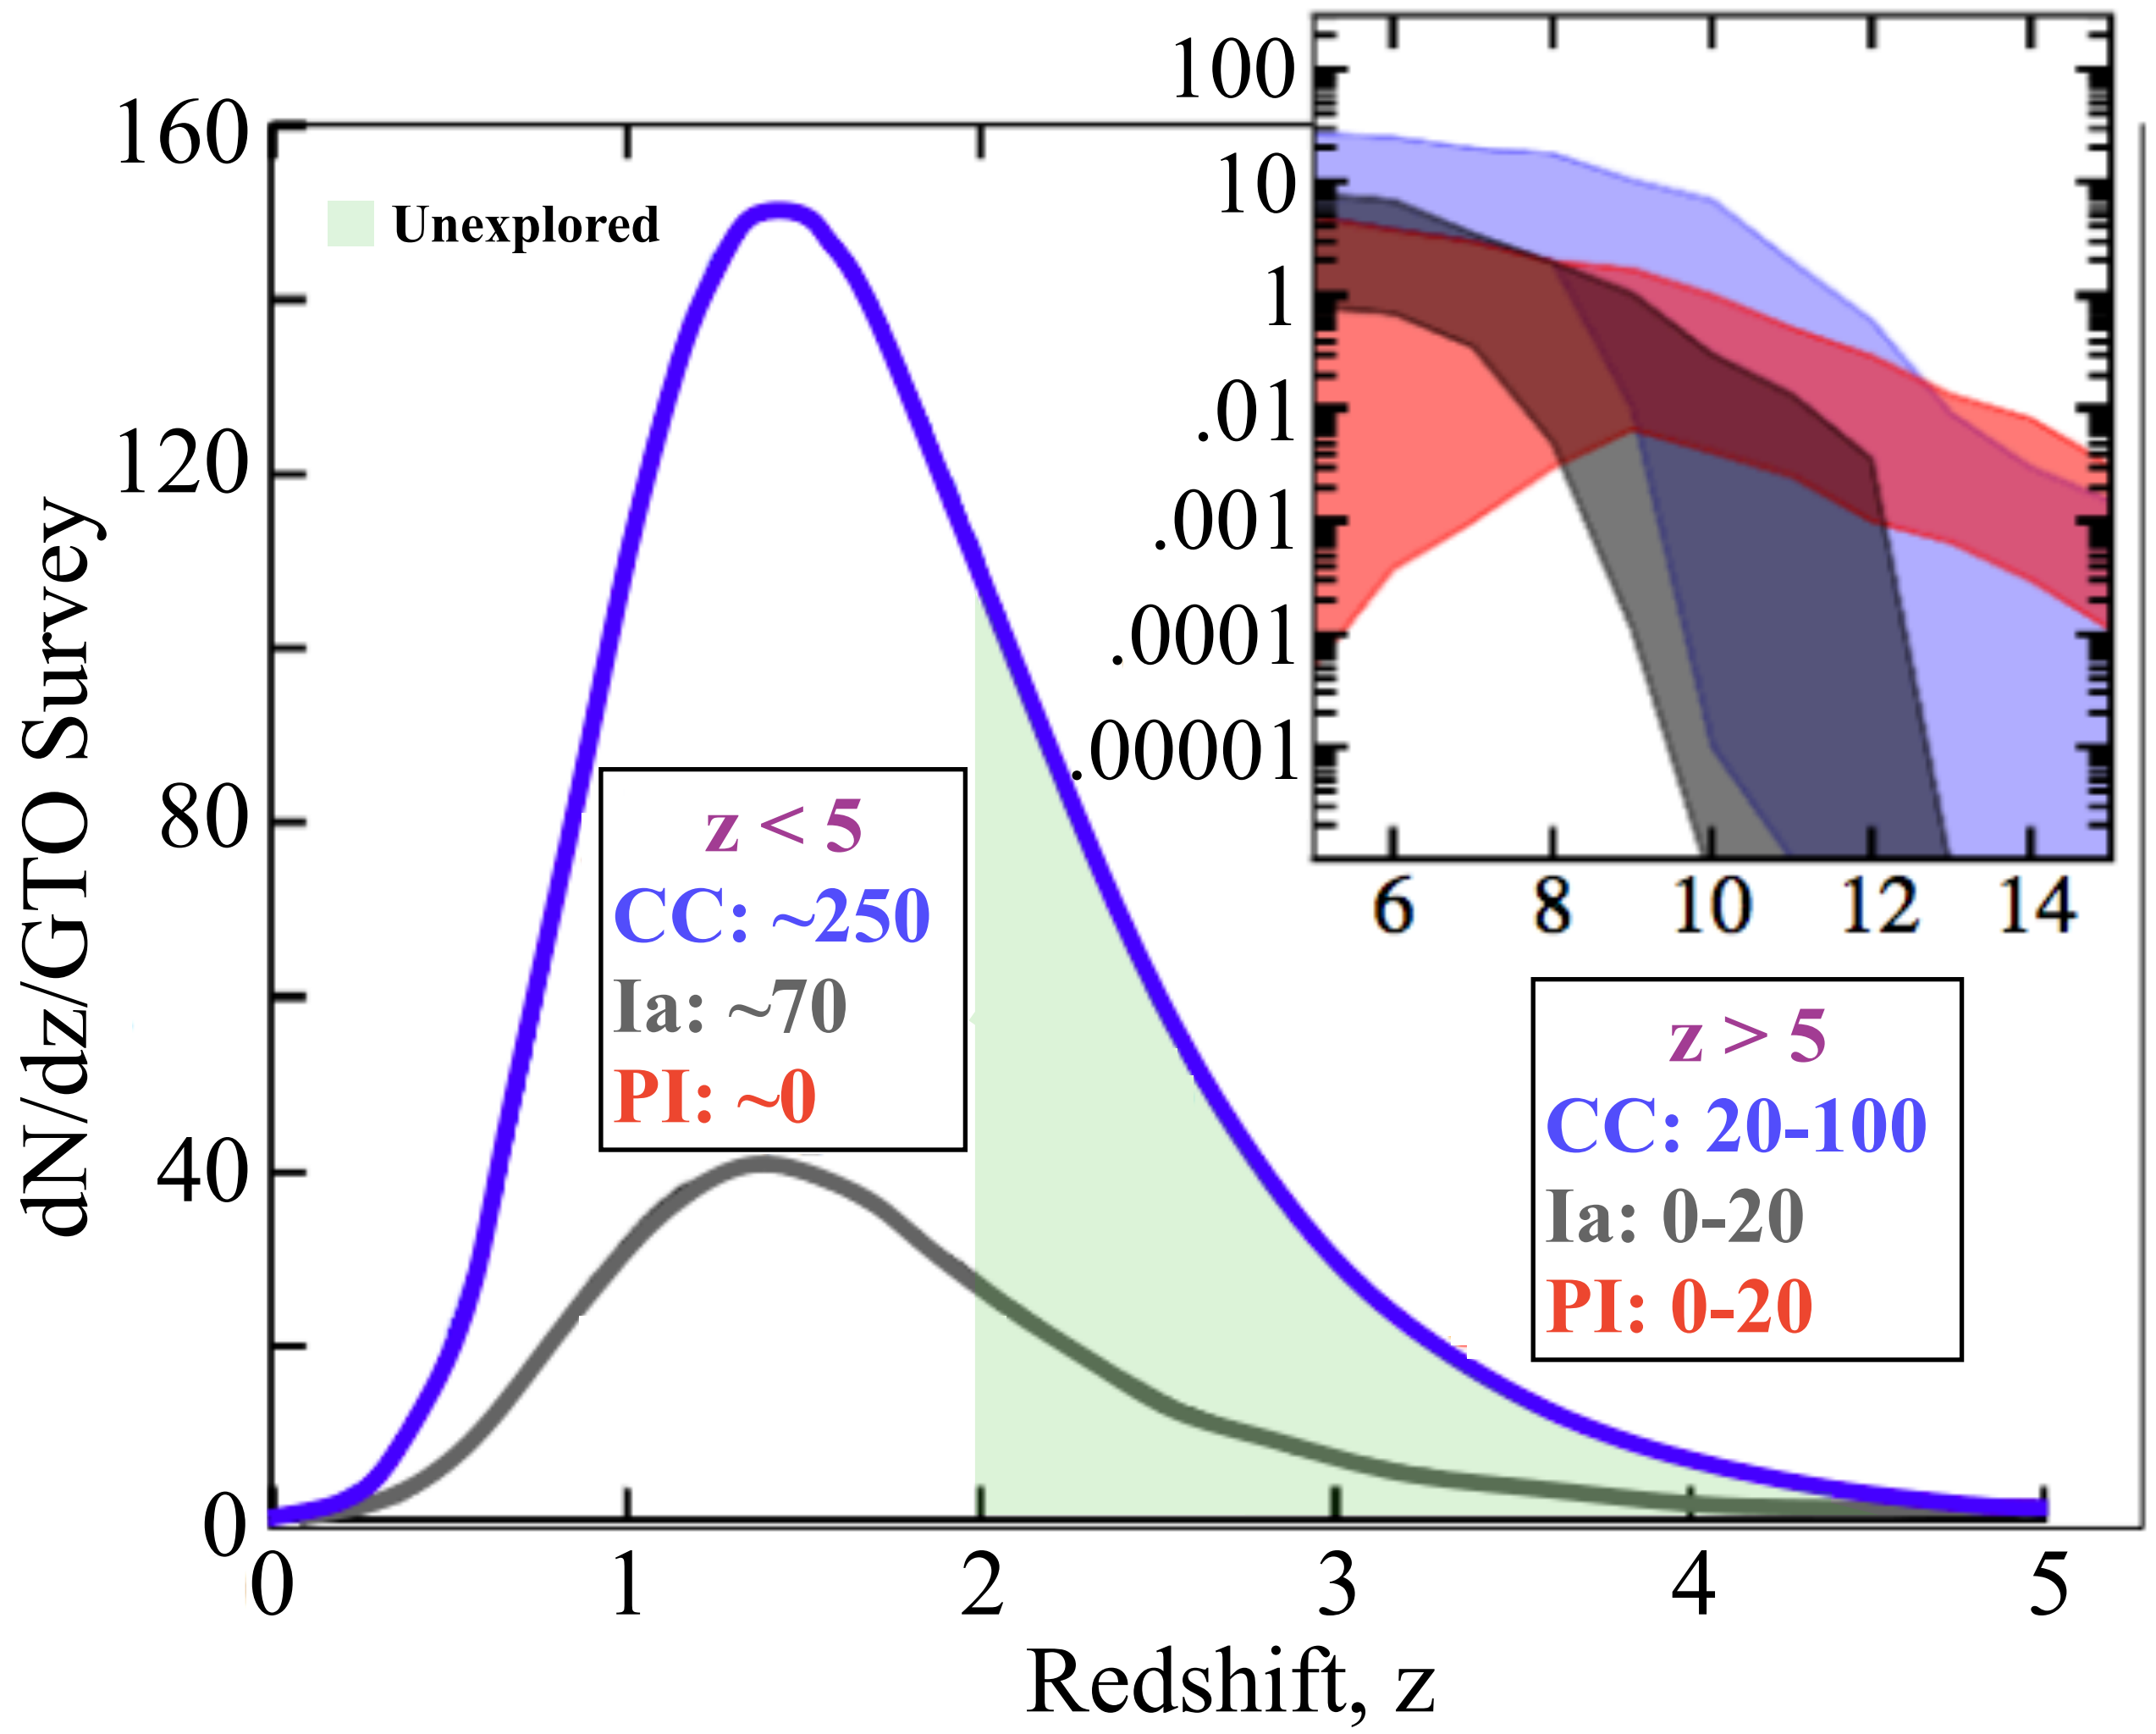 100
160
10
Unexplored
1
120
.01
.001
.0001
.00001
80
z < 5
CC: ~250
Ia: ~70
PI: ~0
6 8 10 12 14
z > 5
CC: 20-100
Ia: 0-20
PI: 0-20
40
0
0 1 2 3 4 5
Redshift, z
dN/dz/GTO Survey